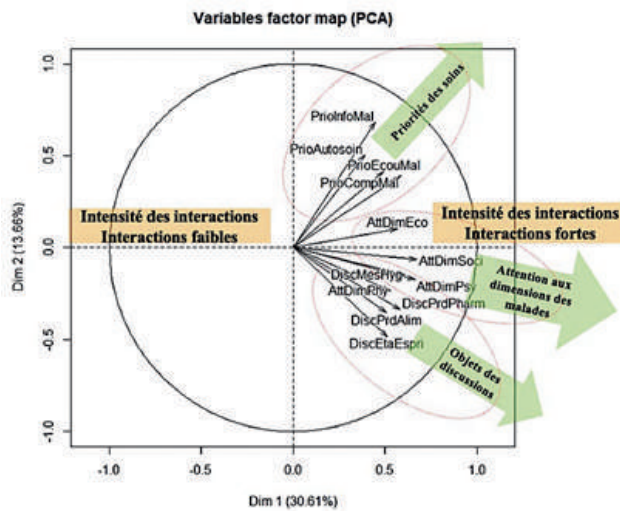 Variables factor map (PCA)
Priorités des soins
PrioInfoMal
PrioAutosoin
PrioEcouMal
PrioCompMal
AttDimEco
Intensité des interactions
Interactions faibles
Intensité des interactions
Interactions fortes
AttDimSoci
DiscMesHyg
AttDimPsy
AttDimPhy
DiscPrdPharm
DiscPrdAlim
DiscEtaEspri
Attention aux
dimensions des
malades
Objets des
discussions
Dim 2 (13.66%)
1.0
0.5
0.0
-0.5
-1.0
-1.0
-0.5
0.0
0.5
1.0
Dim 1 (30.61%)